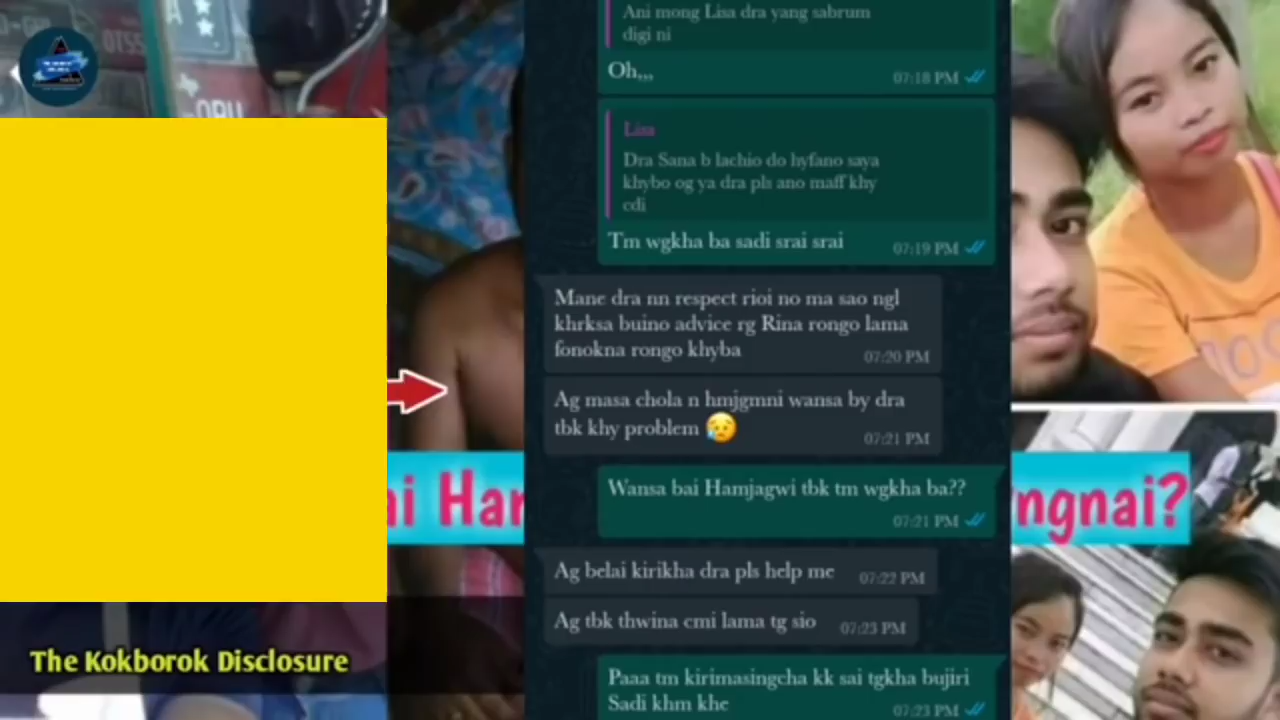 OTSS
OBU
Ani mong Lisa dra yang sabrum
digi ni
Oh,,,
07:18 PM
Lisa
Dra Sana b lachio do hyfano saya
khybo og ya dra pls ano maff khy
cdi
Tm wgkha ba sadi srai srai
07:19 PM
Mane dra nn respect rioi no ma sao ngl
khrksa buino advice rg Rina rongo lama
fonokna rongo khyba
07:20 PM
Ag masa chola n hmjgmni wansa by dra
tbk khy problem 😥
07:21 PM
ai Har
ngnai?
Wansa bai Hamjagwi tbk tm wgkha ba??
07:21 PM
Ag belai kirikha dra pls help me
07:22 PM
Ag tbk thwina cmi lama tg sio
07:23 PM
The Kokborok Disclosure
Paaa tm kirimasingcha kk sai tgkha bujiri
Sadi khm khe
07:23 PM